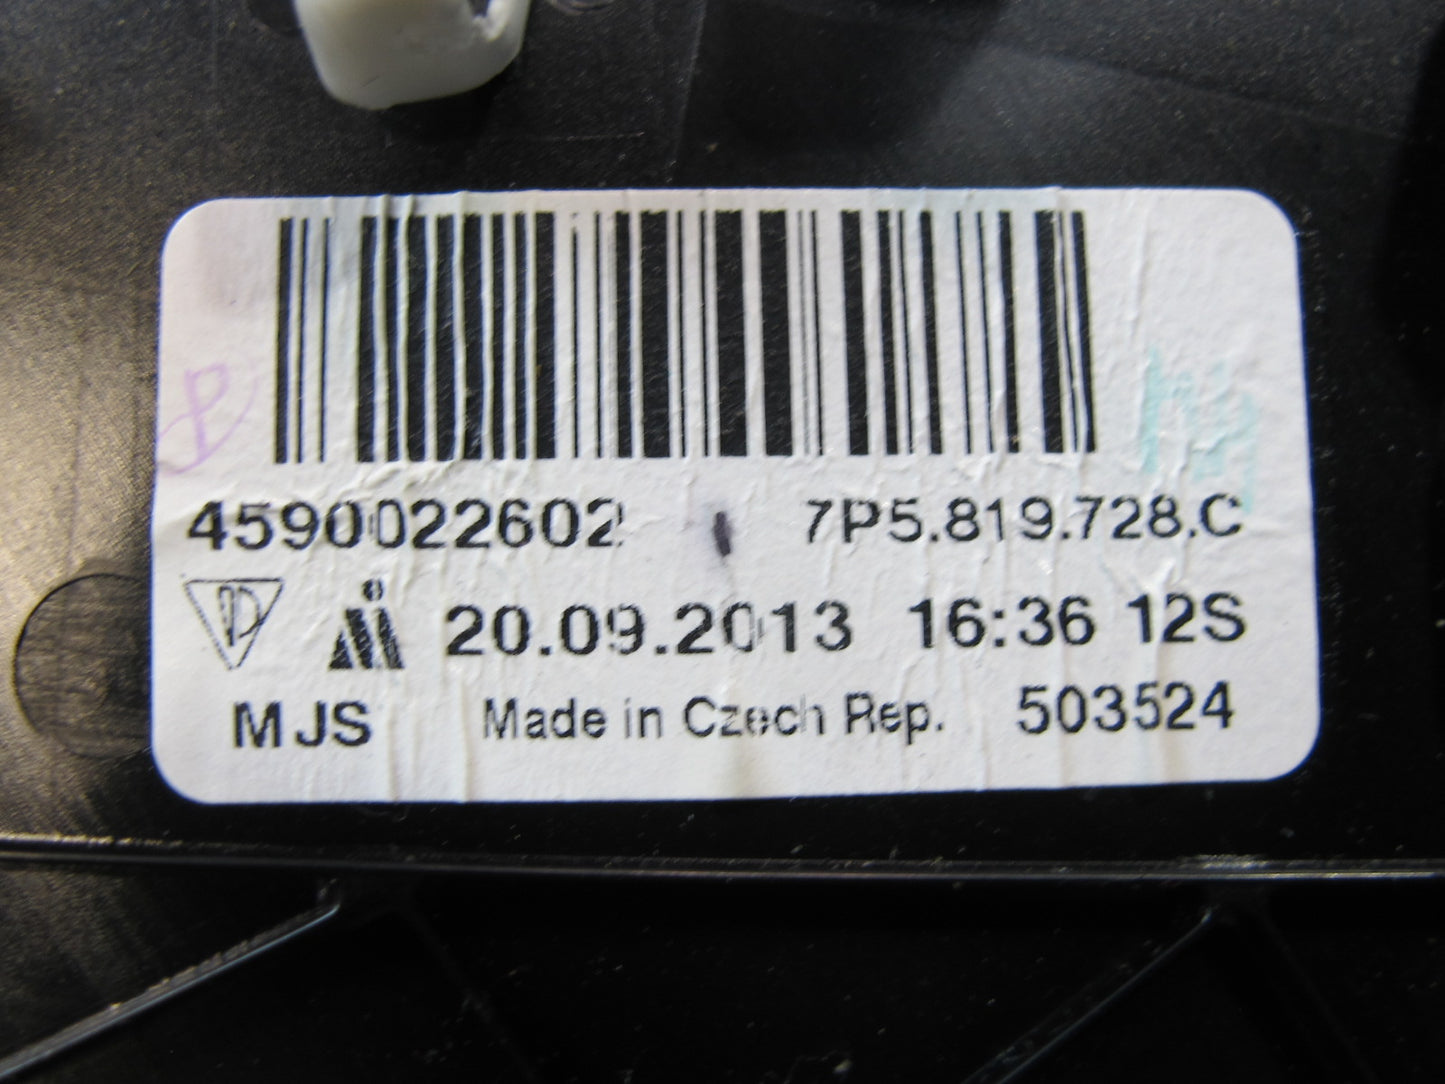 4590022602 7P5.819.728.C
20.09.2013 16:36 12S
MJS Made in Czech Rep. 503524